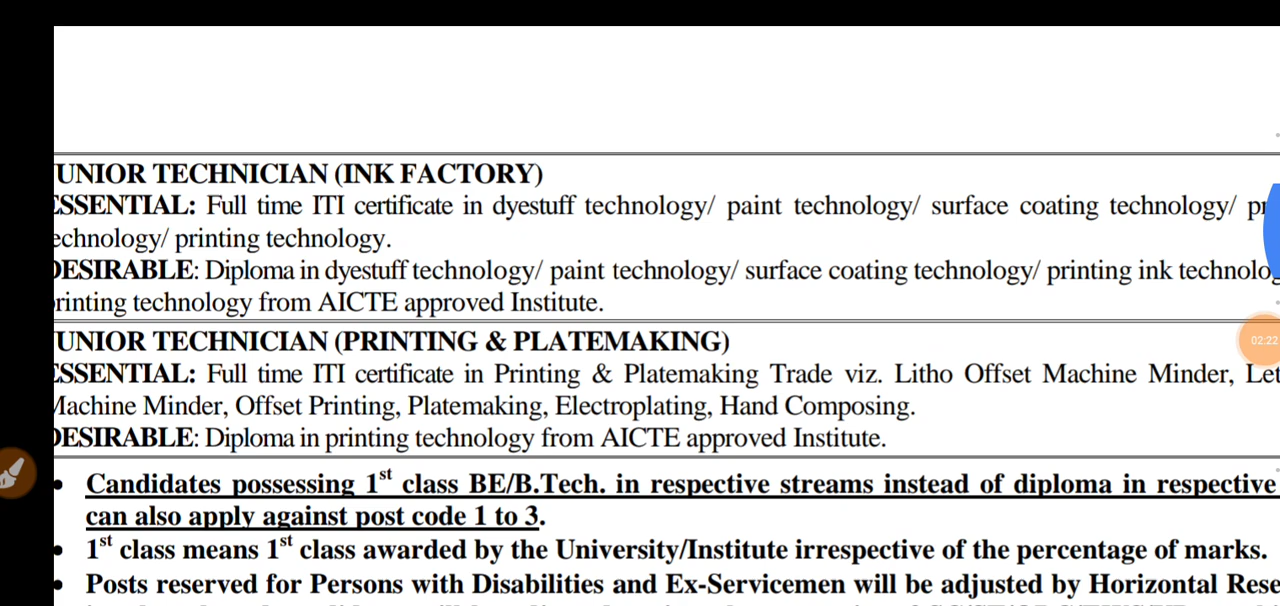 UNIOR TECHNICIAN (INK FACTORY)
ESSENTIAL: Full time ITI certificate in dyestuff technology/ paint technology/ surface coating technology/
echnology/ printing technology.
DESIRABLE: Diploma in dyestuff technology/ paint technology/ surface coating technology/ printing ink technolog
rinting technology from AICTE approved Institute.
UNIOR TECHNICIAN (PRINTING & PLATEMAKING)
ESSENTIAL: Full time ITI certificate in Printing & Platemaking Trade viz. Litho Offset Machine Minder, Let
Machine Minder, Offset Printing, Platemaking, Electroplating, Hand Composing.
DESIRABLE: Diploma in printing technology from AICTE approved Institute.
• Candidates possessing 1st class BE/B.Tech. in respective streams instead of diploma in respective
can also apply against post code 1 to 3.
• 1st class means 1st class awarded by the University/Institute irrespective of the percentage of marks.
• Posts reserved for Persons with Disabilities and Ex-Servicemen will be adjusted by Horizontal Rese
02:22